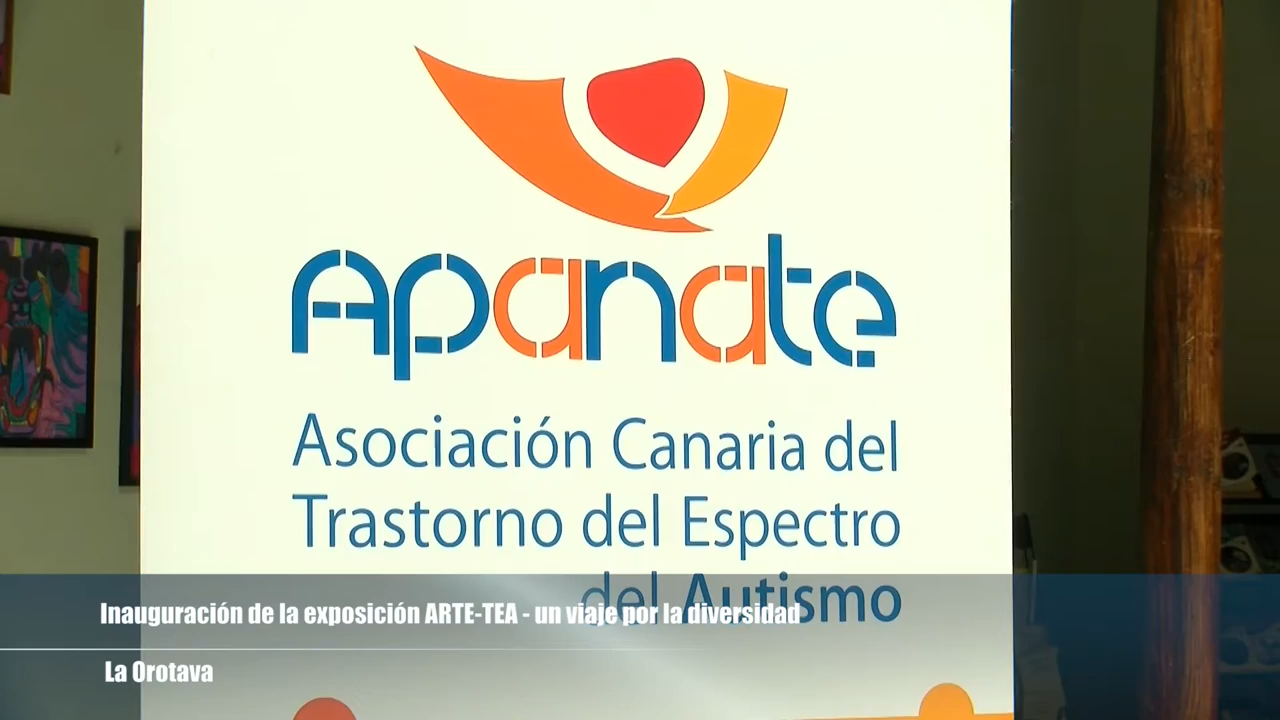 Apanate
Asociación Canaria del
Trastorno del Espectro
del Autismo
Inauguración de la exposición ARTE-TEA - un viaje por la diversidad
La Orotava